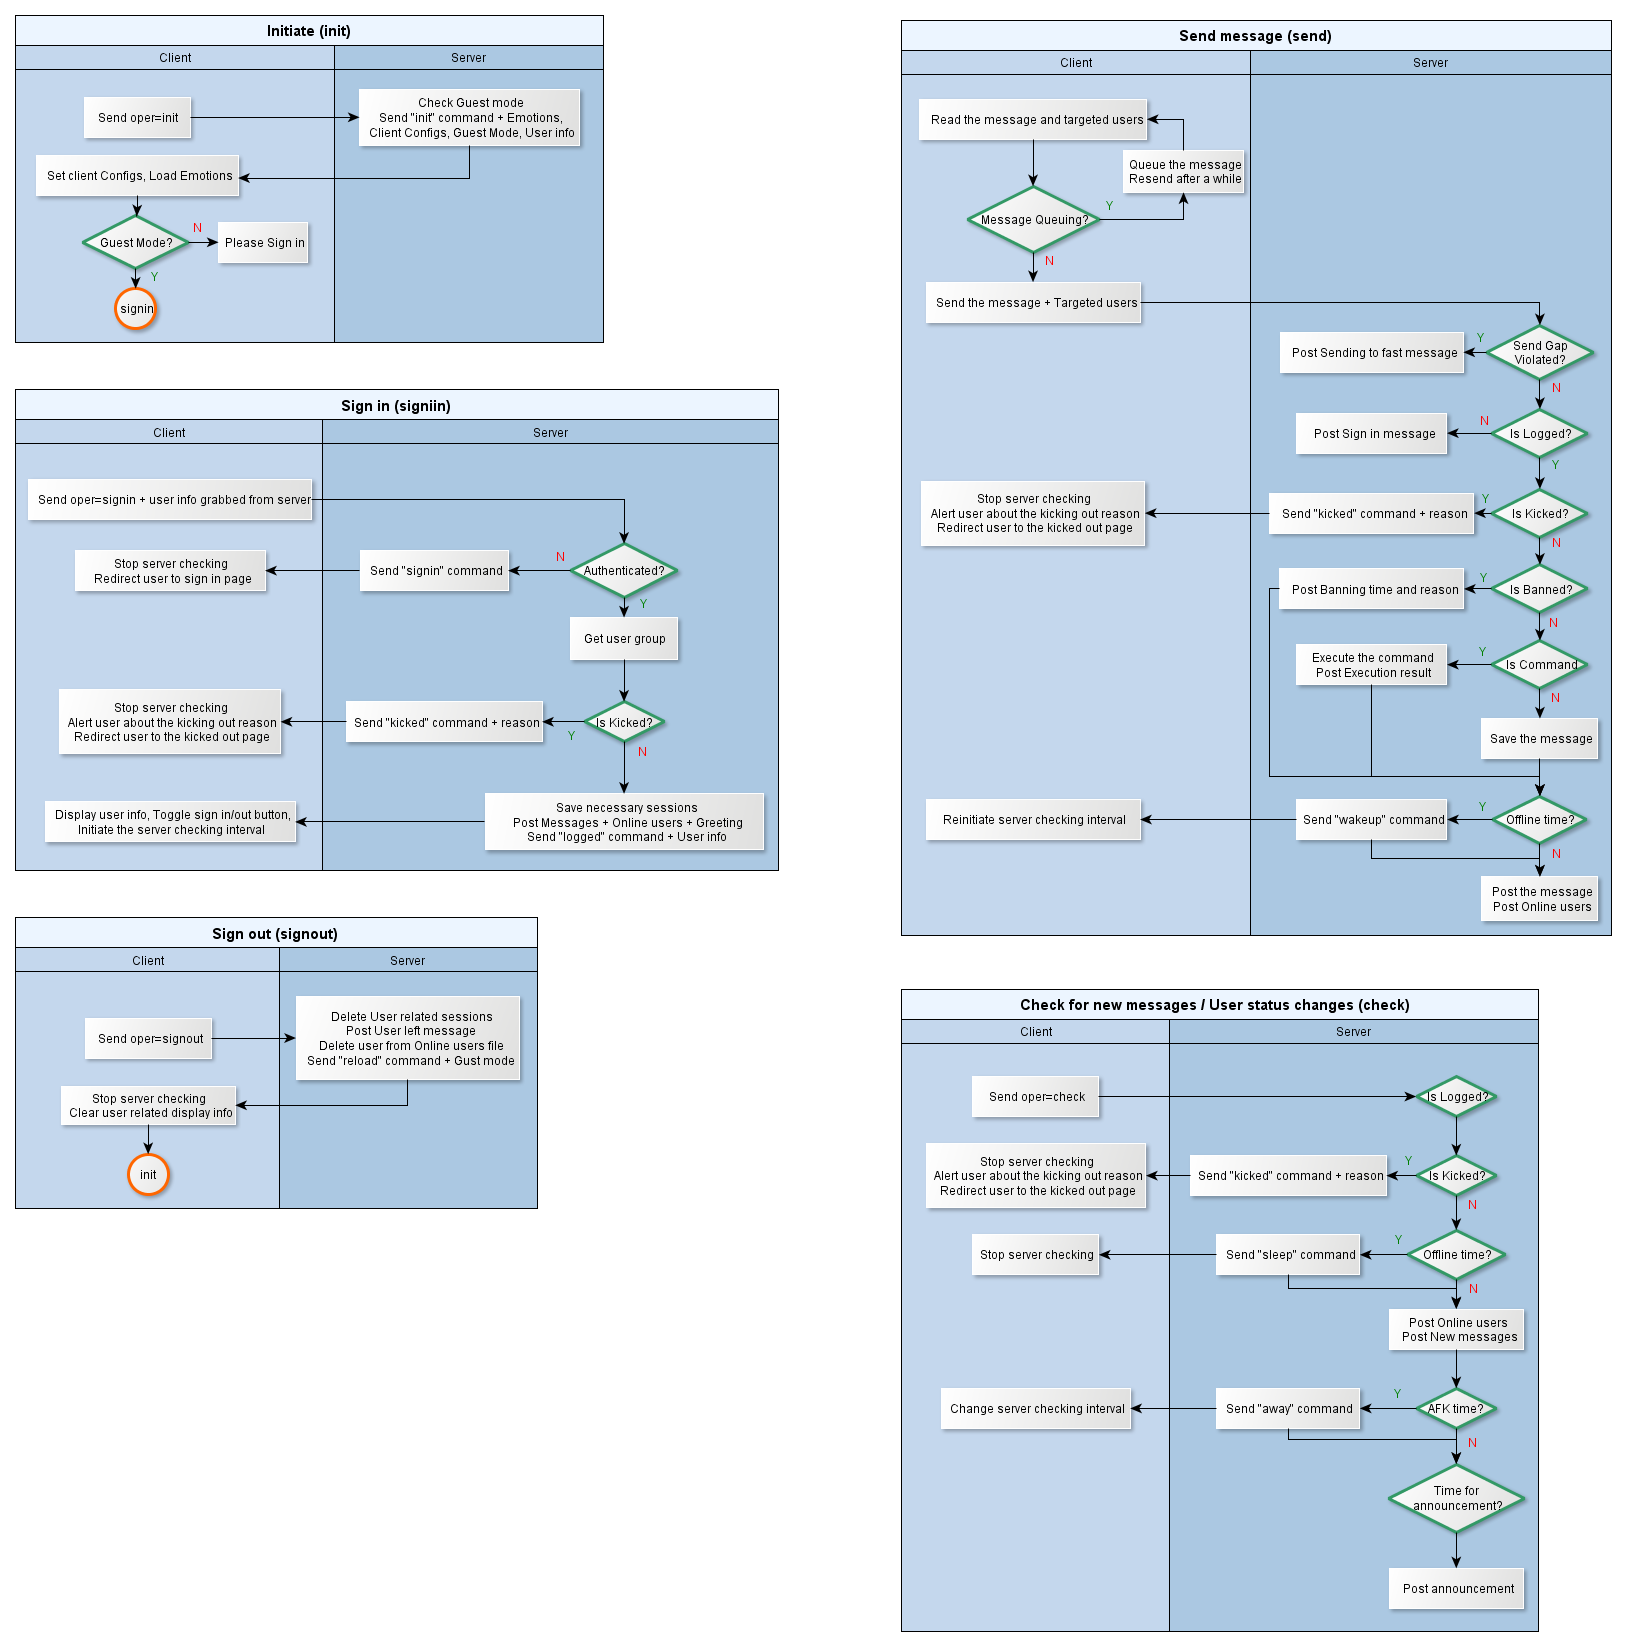 Initiate (init)
Client
Server
Send oper=init
Check Guest mode
Send "init" command + Emotions,
Client Configs, Guest Mode, User info
Set client Configs, Load Emotions
Guest Mode?
N
Please Sign in
Y
signin
Sign in (signiin)
Client
Server
Send oper=signin + user info grabbed from server
Authenticated?
N
Send "signin" command
Stop server checking
Redirect user to sign in page
Y
Get user group
Is Kicked?
Y
Send "kicked" command + reason
Stop server checking
Alert user about the kicking out reason
Redirect user to the kicked out page
N
Save necessary sessions
Post Messages + Online users + Greeting
Send "logged" command + User info
Display user info, Toggle sign in/out button,
Initiate the server checking interval
Sign out (signout)
Client
Server
Send oper=signout
Delete User related sessions
Post User left message
Delete user from Online users file
Send "reload" command + Gust mode
Stop server checking
Clear user related display info
init
Send message (send)
Client
Server
Read the message and targeted users
Queue the message
Resend after a while
Message Queuing?
Y
N
Send the message + Targeted users
Send Gap
Violated?
Y
Post Sending to fast message
N
Is Logged?
N
Post Sign in message
Y
Is Kicked?
Y
Send "kicked" command + reason
Stop server checking
Alert user about the kicking out reason
Redirect user to the kicked out page
N
Is Banned?
Y
Post Banning time and reason
N
Is Command
Y
Execute the command
Post Execution result
N
Save the message
Offline time?
Y
Send "wakeup" command
Reinitiate server checking interval
N
Post the message
Post Online users
Check for new messages / User status changes (check)
Client
Server
Send oper=check
Is Logged?
Is Kicked?
Y
Send "kicked" command + reason
Stop server checking
Alert user about the kicking out reason
Redirect user to the kicked out page
N
Offline time?
Y
Send "sleep" command
Stop server checking
N
Post Online users
Post New messages
AFK time?
Y
Send "away" command
Change server checking interval
N
Time for
announcement?
Post announcement